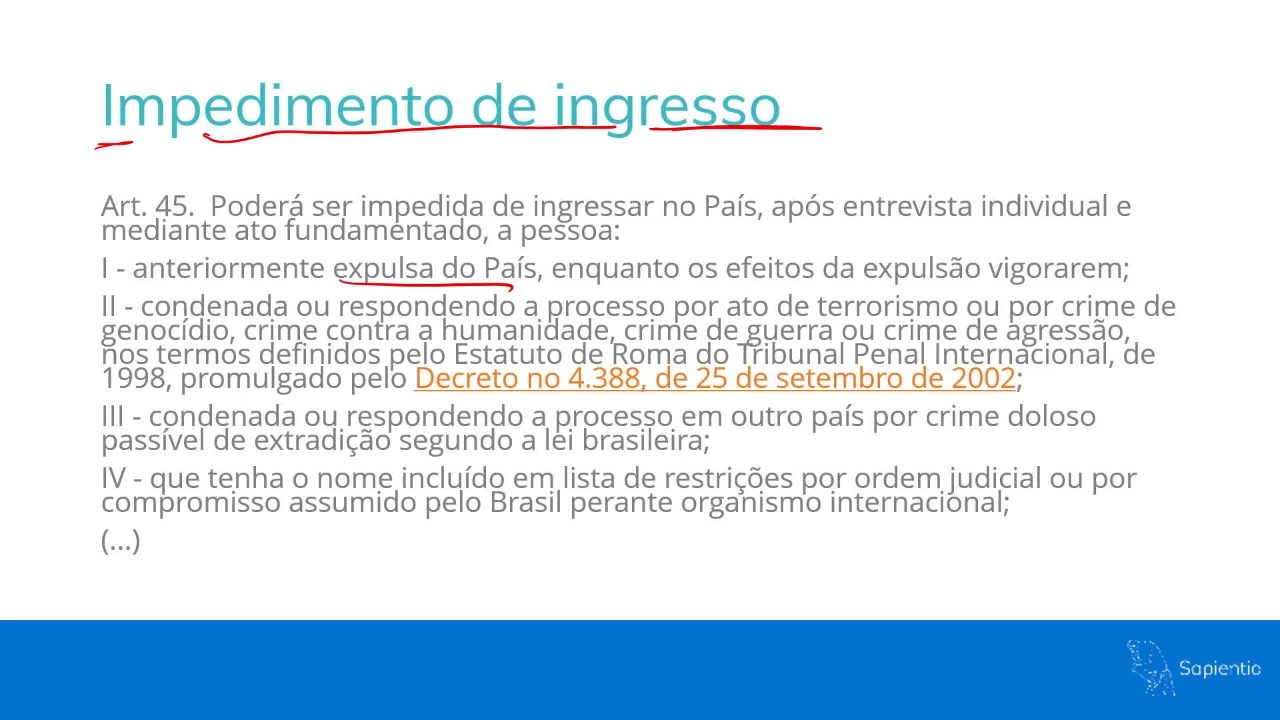 Impedimento de ingresso
Art. 45.  Poderá ser impedida de ingressar no País, após entrevista individual e
mediante ato fundamentado, a pessoa:
I - anteriormente expulsa do País, enquanto os efeitos da expulsão vigorarem;
II - condenada ou respondendo a processo por ato de terrorismo ou por crime de
genocídio, crime contra a humanidade, crime de guerra ou crime de agressão,
nos termos definidos pelo Estatuto de Roma do Tribunal Penal Internacional, de
1998, promulgado pelo Decreto no 4.388, de 25 de setembro de 2002;
III - condenada ou respondendo a processo em outro país por crime doloso
passível de extradição segundo a lei brasileira;
IV - que tenha o nome incluído em lista de restrições por ordem judicial ou por
compromisso assumido pelo Brasil perante organismo internacional;
(...)
Sapientia